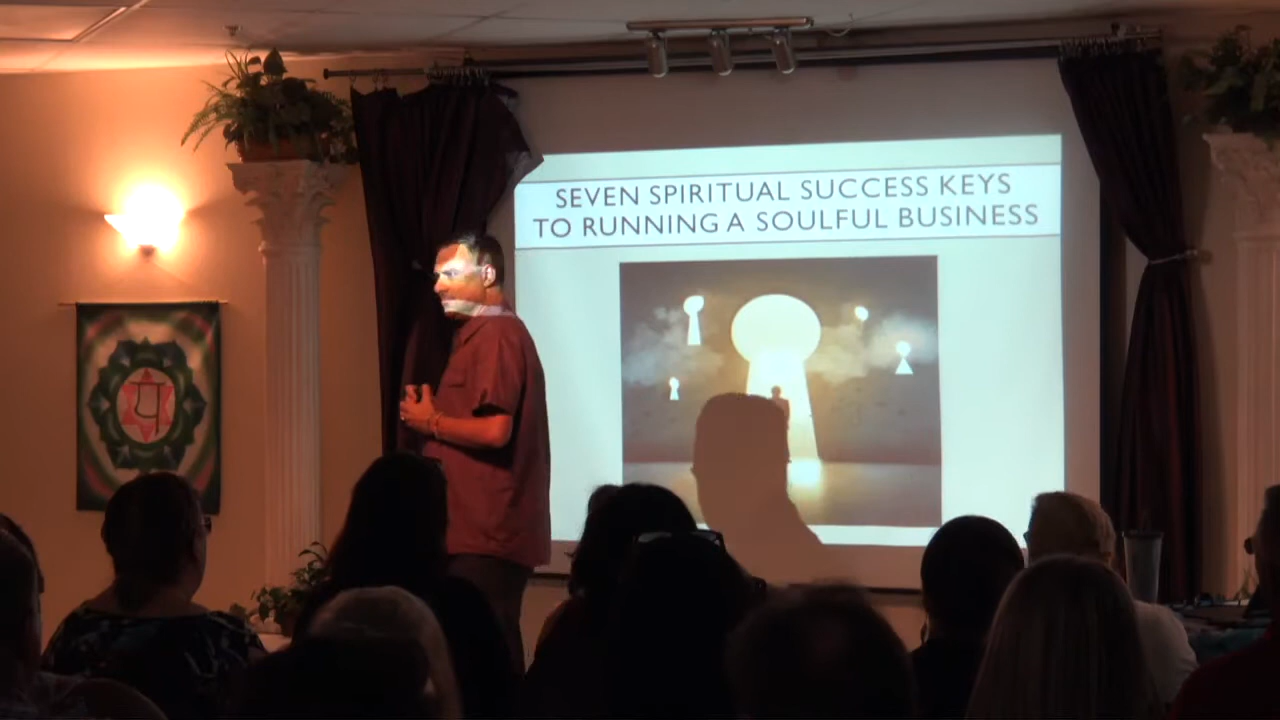 SEVEN SPIRITUAL SUCCESS KEYS
TO RUNNING A SOULFUL BUSINESS